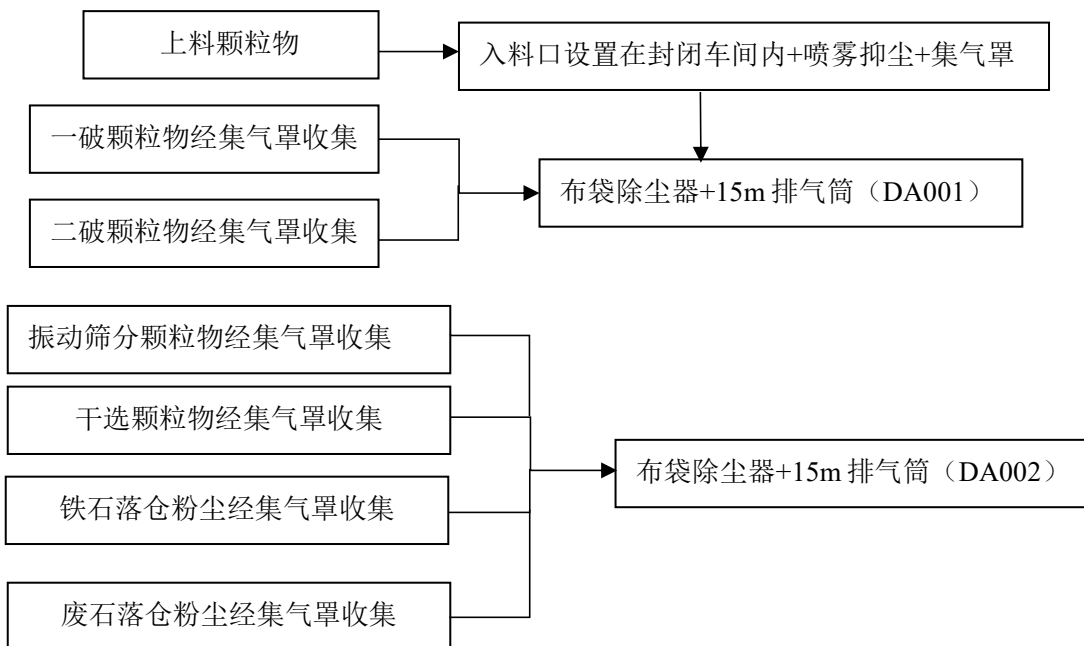 上料颗粒物
入料口设置在封闭车间内+喷雾抑尘+集气罩
一破颗粒物经集气罩收集
布袋除尘器+15m 排气筒（DA001）
二破颗粒物经集气罩收集
振动筛分颗粒物经集气罩收集
干选颗粒物经集气罩收集
布袋除尘器+15m 排气筒（DA002）
铁石落仓粉尘经集气罩收集
废石落仓粉尘经集气罩收集